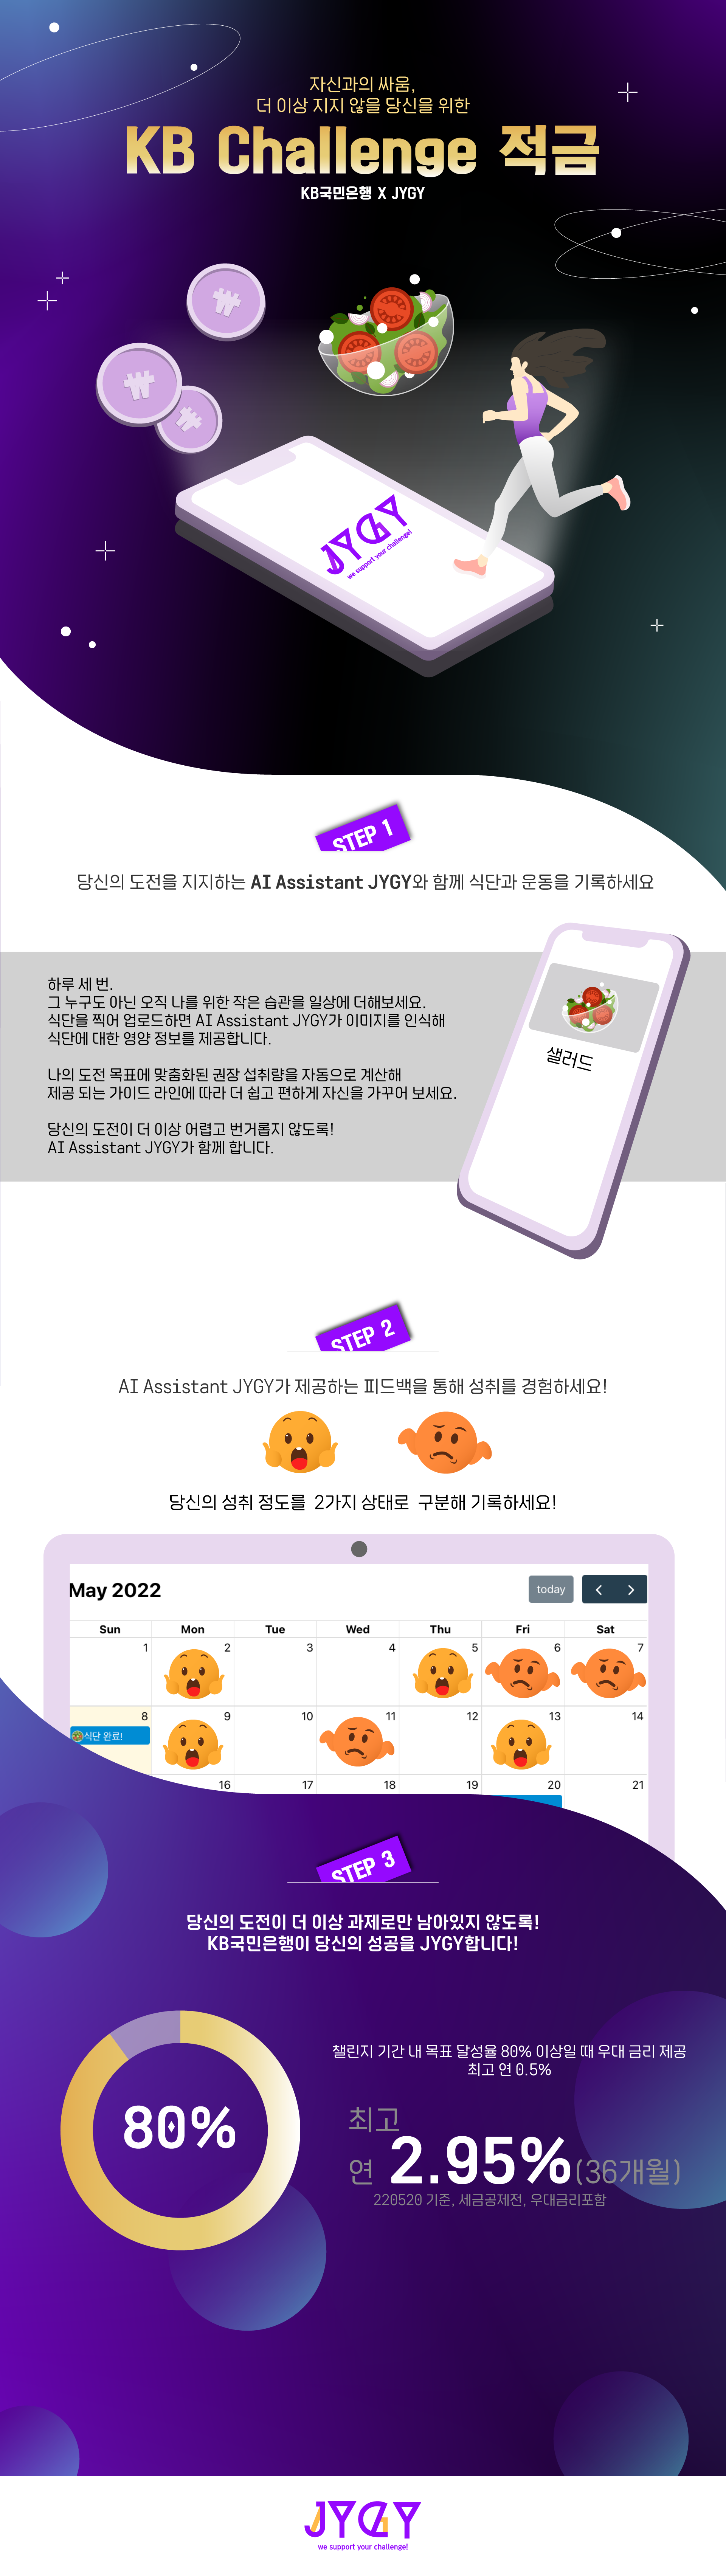 자신과의 싸움,
더 이상 지지 않을 당신을 위한
KB Challenge 적금
KB국민은행 X JYGY
JYGY
we support your challenge!
STEP 1
당신의 도전을 지지하는 AI Assistant JYGY와 함께 식단과 운동을 기록하세요
하루 세 번.
그 누구도 아닌 오직 나를 위한 작은 습관을 일상에 더해보세요.
식단을 찍어 업로드하면 AI Assistant JYGY가 이미지를 인식해
식단에 대한 영양 정보를 제공합니다.
나의 도전 목표에 맞춤화된 권장 섭취량을 자동으로 계산해
제공 되는 가이드 라인에 따라 더 쉽고 편하게 자신을 가꾸어 보세요.
당신의 도전이 더 이상 어렵고 번거롭지 않도록!
AI Assistant JYGY가 함께 합니다.
샐러드
STEP 2
AI Assistant JYGY가 제공하는 피드백을 통해 성취를 경험하세요!
당신의 성취 정도를 2가지 상태로 구분해 기록하세요!
May 2022
today
Sun Mon Tue Wed Thu Fri Sat
1 2 3 4 5 6 7
8 9 10 11 12 13 14
식단 완료!
16 17 18 19 20 21
STEP 3
당신의 도전이 더 이상 과제로만 남아있지 않도록!
KB국민은행이 당신의 성공을 JYGY합니다!
80%
챌린지 기간 내 목표 달성율 80% 이상일 때 우대 금리 제공
최고 연 0.5%
최고
연 2.95%(36개월)
220520 기준, 세금공제전, 우대금리포함
JYGY
we support your challenge!